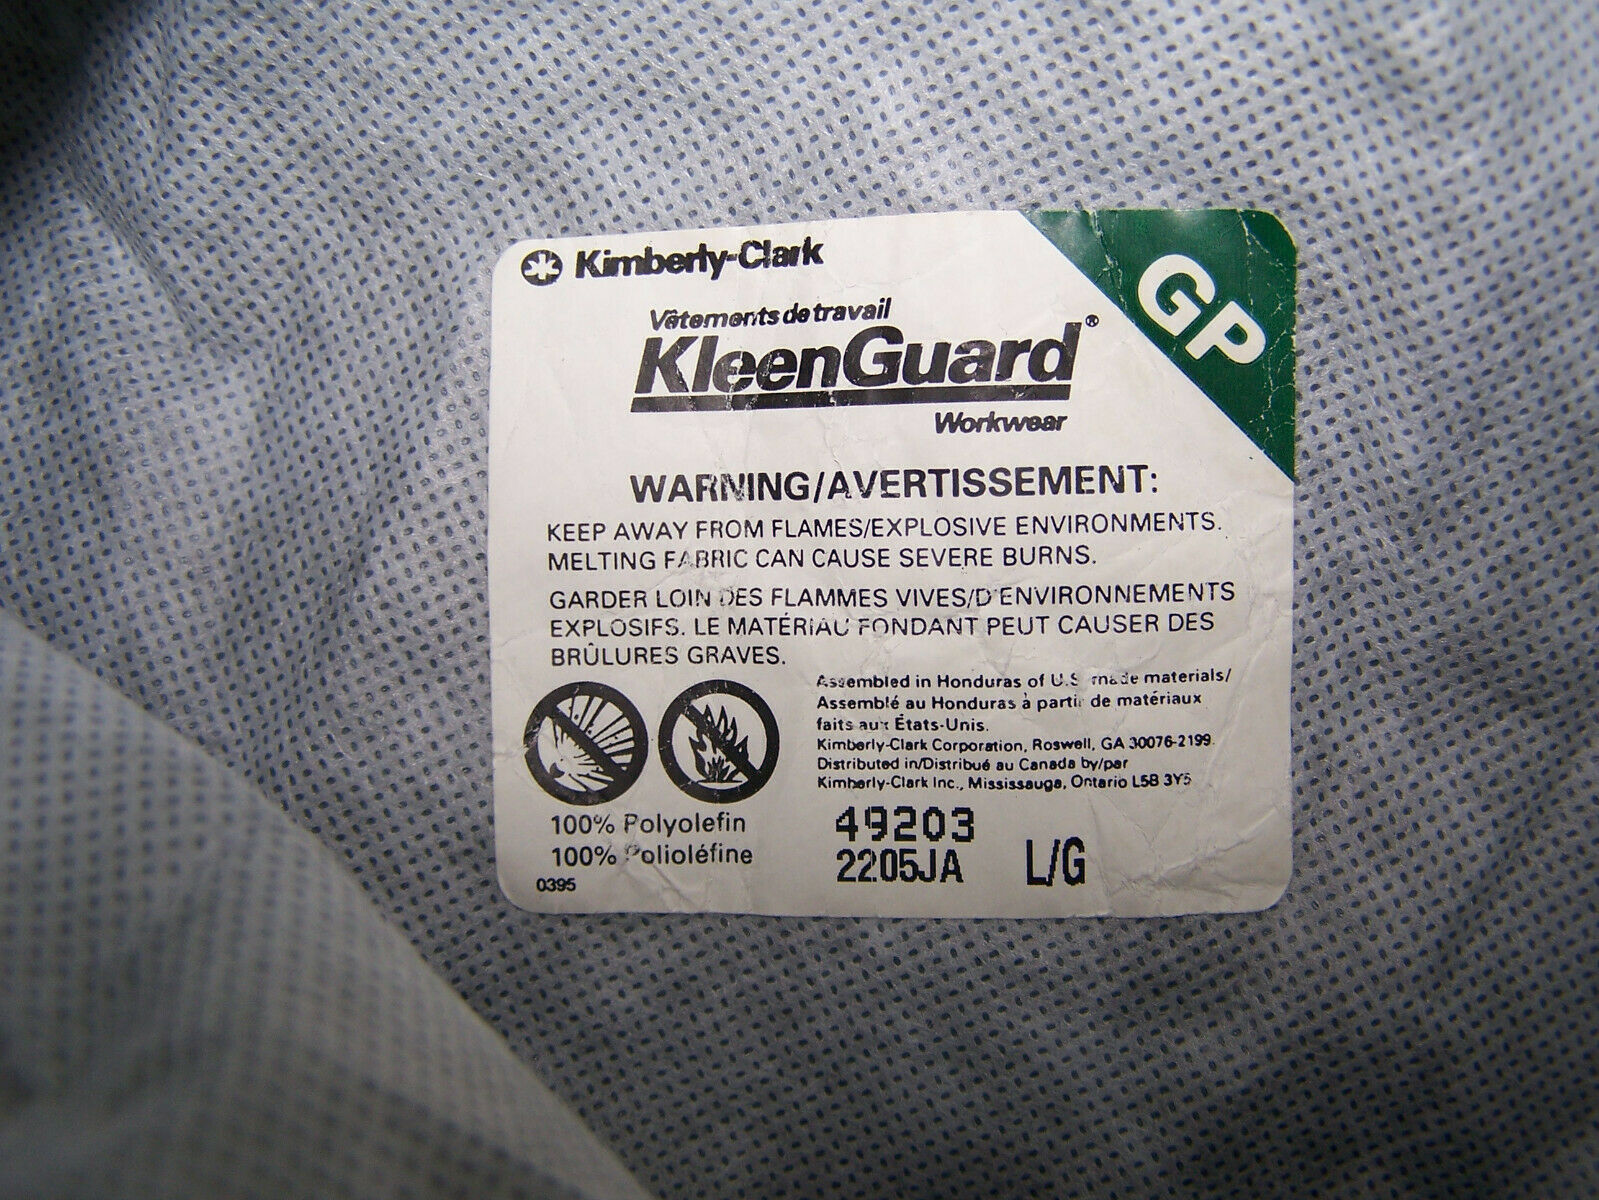 Kimberly-Clark
GP
Vêtements de travail
KleenGuard®
Workwear
WARNING/AVERTISSEMENT:
KEEP AWAY FROM FLAMES/EXPLOSIVE ENVIRONMENTS.
MELTING FABRIC CAN CAUSE SEVERE BURNS.
GARDER LOIN DES FLAMMES VIVES/D'ENVIRONNEMENTS
EXPLOSIFS. LE MATÉRIAU FONDANT PEUT CAUSER DES
BRÛLURES GRAVES.
Assembled in Honduras of U.S. made materials/
Assemblé au Honduras à partir de matériaux
faits aux États-Unis.
Kimberly-Clark Corporation, Roswell, GA 30076-2199.
Distributed in/Distribué au Canada by/par
Kimberly-Clark Inc., Mississauga, Ontario L5B 3Y5
100% Polyolefin
100% Polioléfine
0395
49203
2205JA L/G